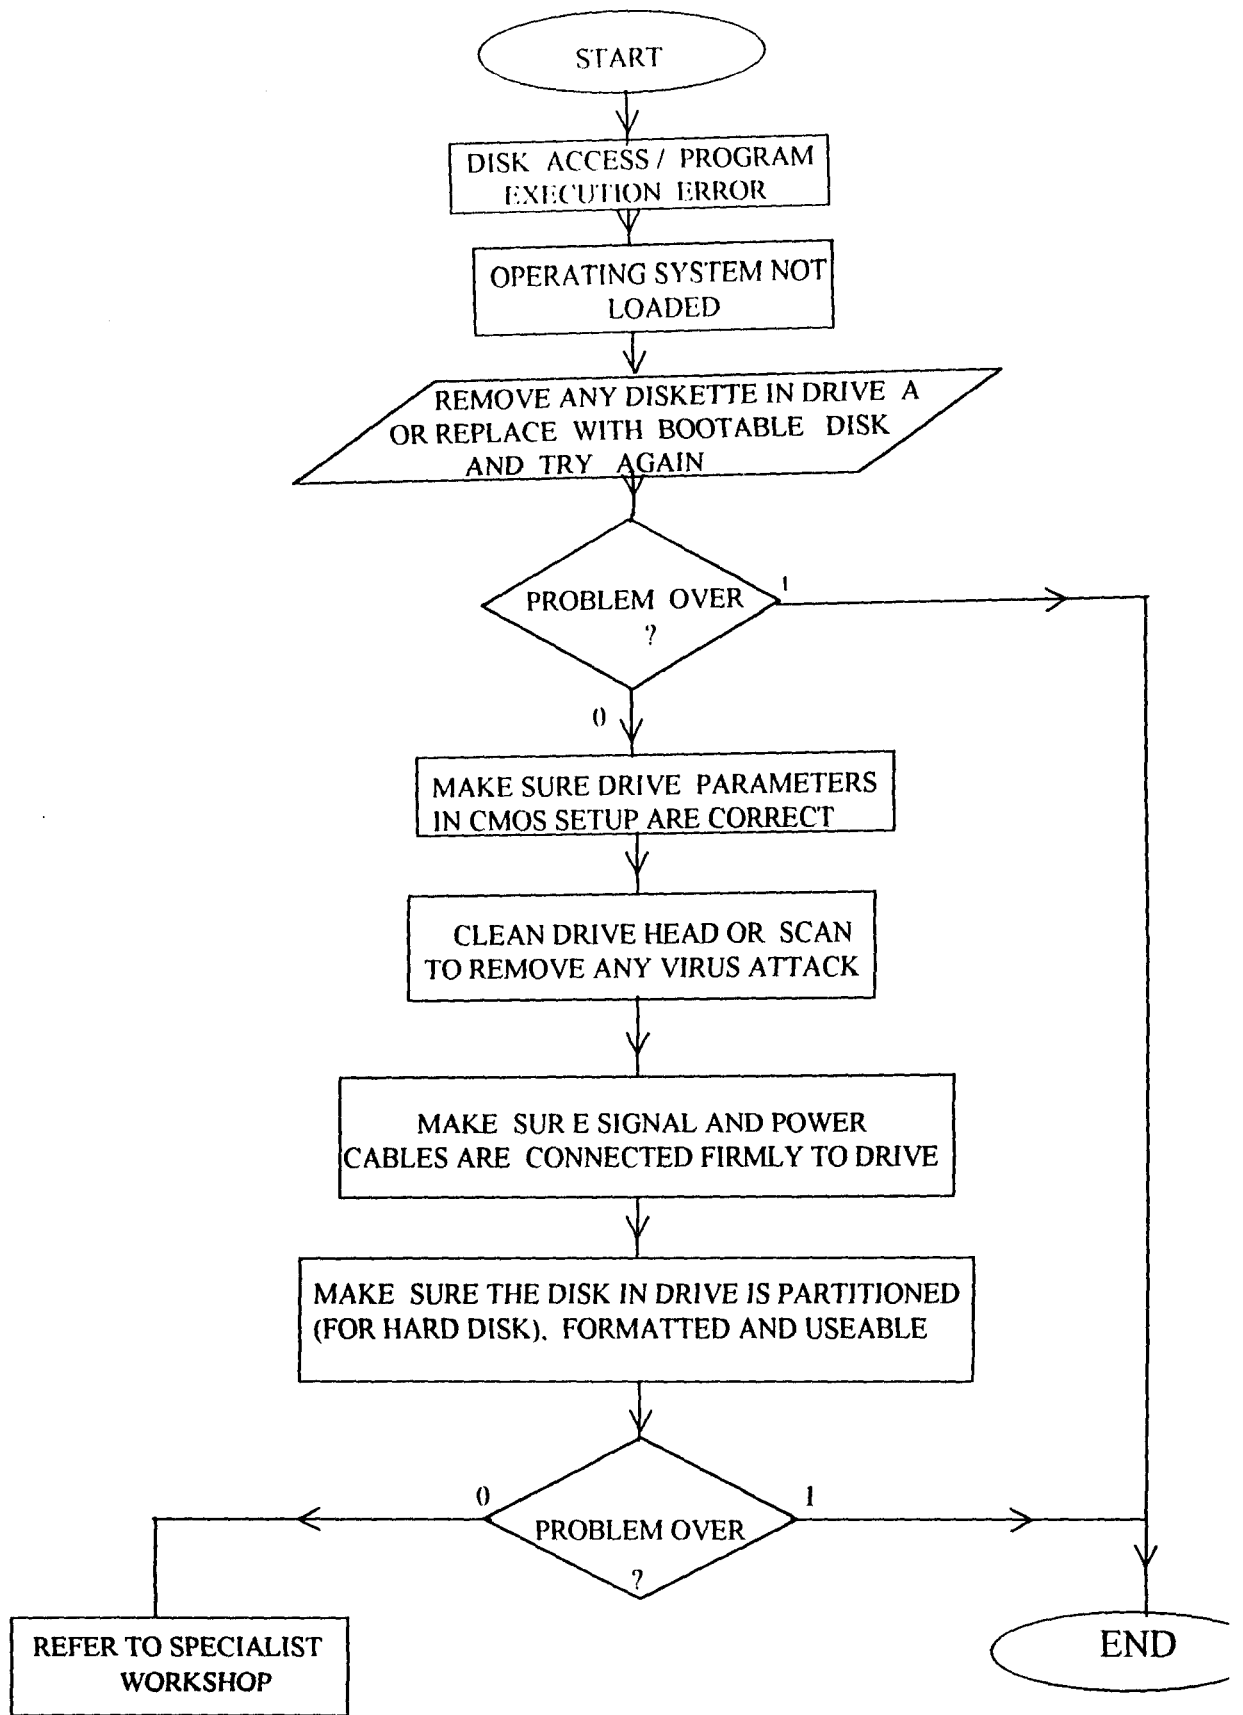 START
DISK ACCESS / PROGRAM
EXECUTION ERROR
OPERATING SYSTEM NOT
LOADED
REMOVE ANY DISKETTE IN DRIVE A
OR REPLACE WITH BOOTABLE DISK
AND TRY AGAIN
PROBLEM OVER
?
1
0
MAKE SURE DRIVE PARAMETERS
IN CMOS SETUP ARE CORRECT
CLEAN DRIVE HEAD OR SCAN
TO REMOVE ANY VIRUS ATTACK
MAKE SUR E SIGNAL AND POWER
CABLES ARE CONNECTED FIRMLY TO DRIVE
MAKE SURE THE DISK IN DRIVE IS PARTITIONED
(FOR HARD DISK), FORMATTED AND USEABLE
0
1
PROBLEM OVER
?
REFER TO SPECIALIST
WORKSHOP
END